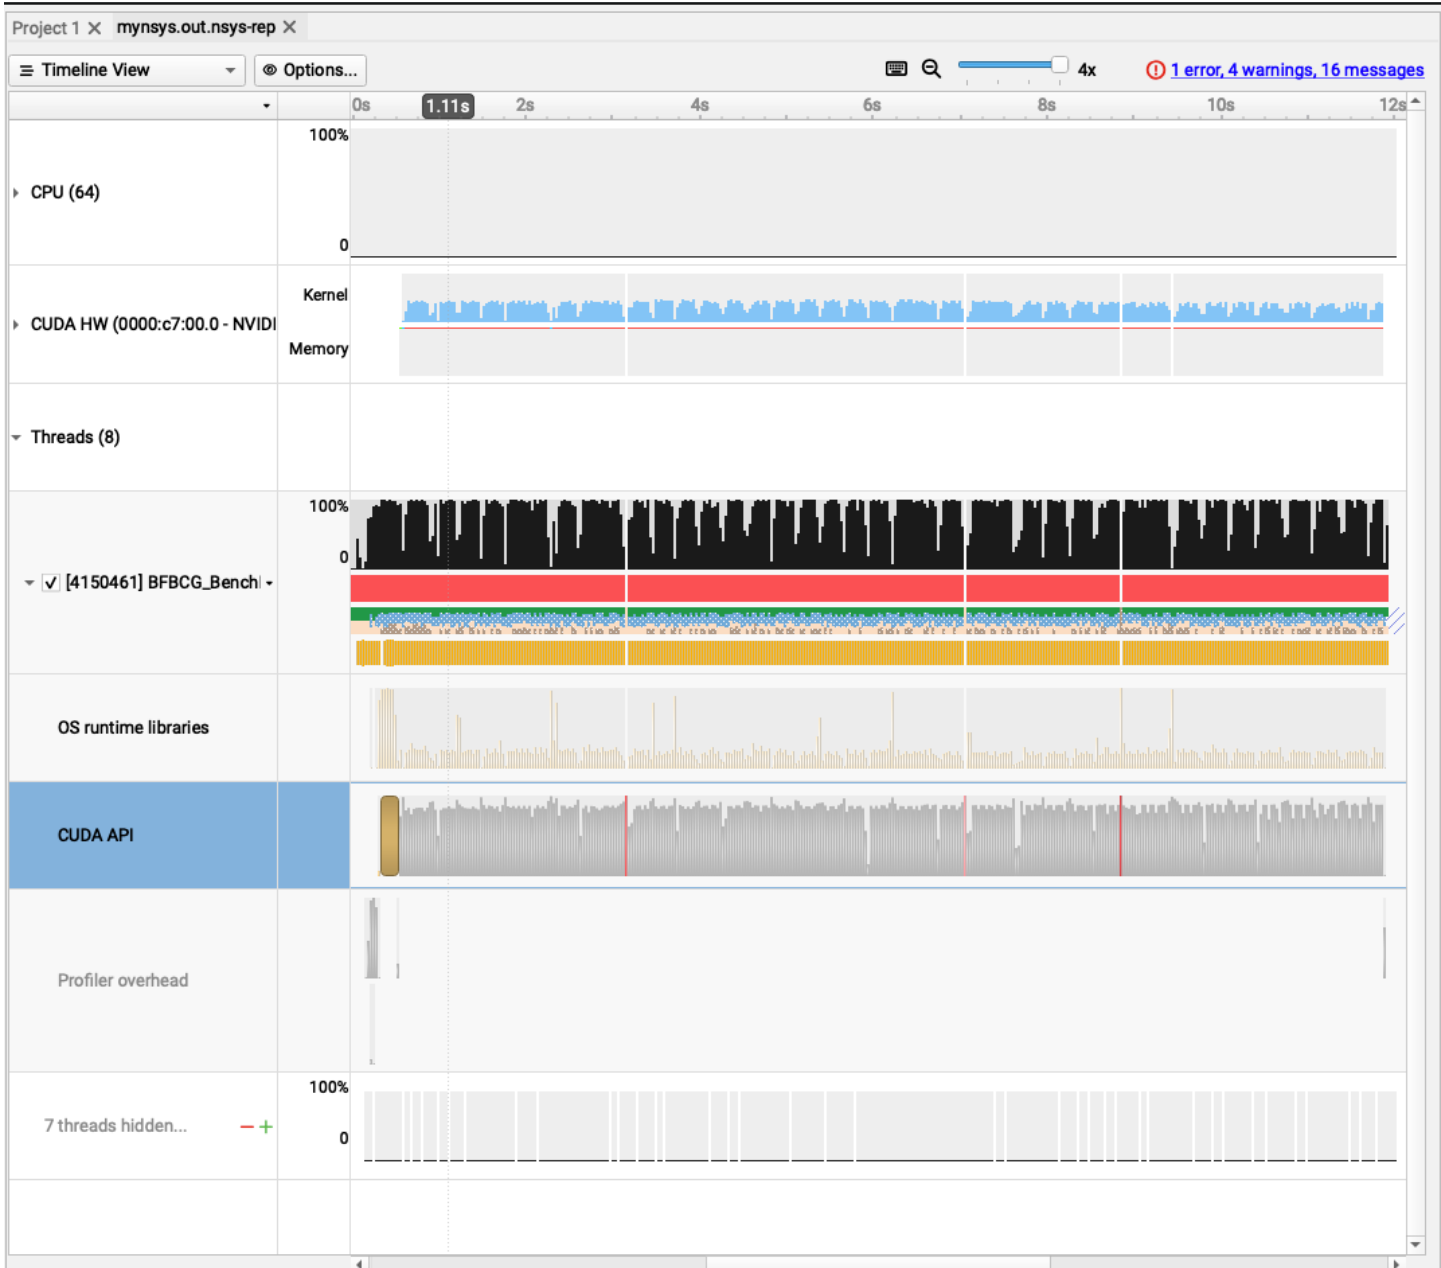 Project 1 mynsys.out.nsys-rep
Timeline View Options... 4x 1 error, 4 warnings, 16 messages
0s 1.11s 2s 4s 6s 8s 10s 12s
100%
CPU (64)
0
Kernel
CUDA HW (0000:c7:00.0 - NVIDI
Memory
Threads (8)
100%
0
[4150461] BFBCG_Bench
OS runtime libraries
CUDA API
Profiler overhead
100%
7 threads hidden...
0